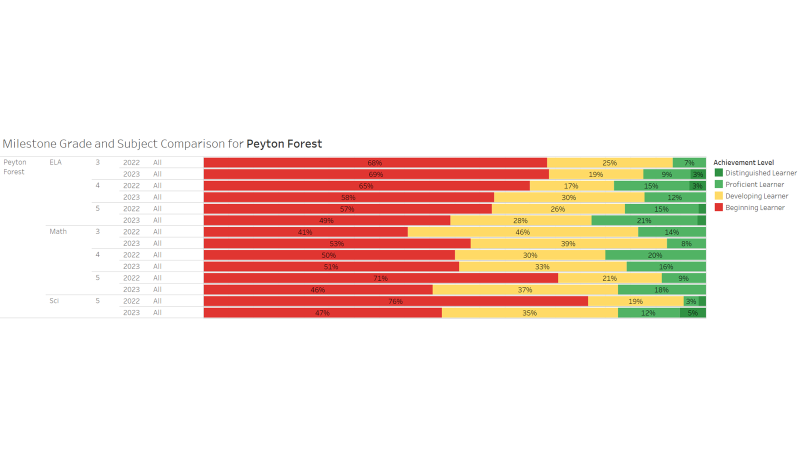 Milestone Grade and Subject Comparison for Peyton Forest
Peyton Forest ELA 3 2022 All 68% 25% 7%
2023 All 69% 19% 9% 3%
4 2022 All 65% 17% 15% 3%
2023 All 58% 30% 12%
5 2022 All 57% 26% 15%
2023 All 49% 28% 21%
Math 3 2022 All 41% 46% 14%
2023 All 53% 39% 8%
4 2022 All 50% 30% 20%
2023 All 51% 33% 16%
5 2022 All 71% 21% 9%
2023 All 46% 37% 18%
Sci 5 2022 All 76% 19% 3%
2023 All 47% 35% 12% 5%
Achievement Level
Distinguished Learner
Proficient Learner
Developing Learner
Beginning Learner